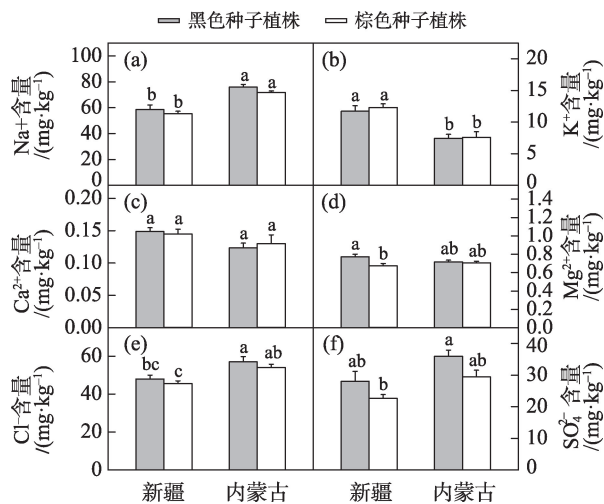 黑色种子植株 棕色种子植株
Na+含量
/(mg·kg⁻¹)
100
80
60
40
20
0
(a)
b b a a
(b)
a a b b
20
15
10
5
0
K⁺含量
/(mg·kg⁻¹)
Ca²⁺含量
/(mg·kg⁻¹)
0.20
0.15
0.10
0.05
0.00
(c)
a a a a
(d)
a b ab ab
1.4
1.2
1.0
0.8
0.6
0.4
0.2
0.0
Mg²⁺含量
/(mg·kg⁻¹)
Cl⁻含量
/(mg·kg⁻¹)
60
40
20
0
(e)
bc c a ab
(f)
ab b a ab
40
30
20
10
0
SO₄²⁻含量
/(mg·kg⁻¹)
新疆 内蒙古 新疆 内蒙古